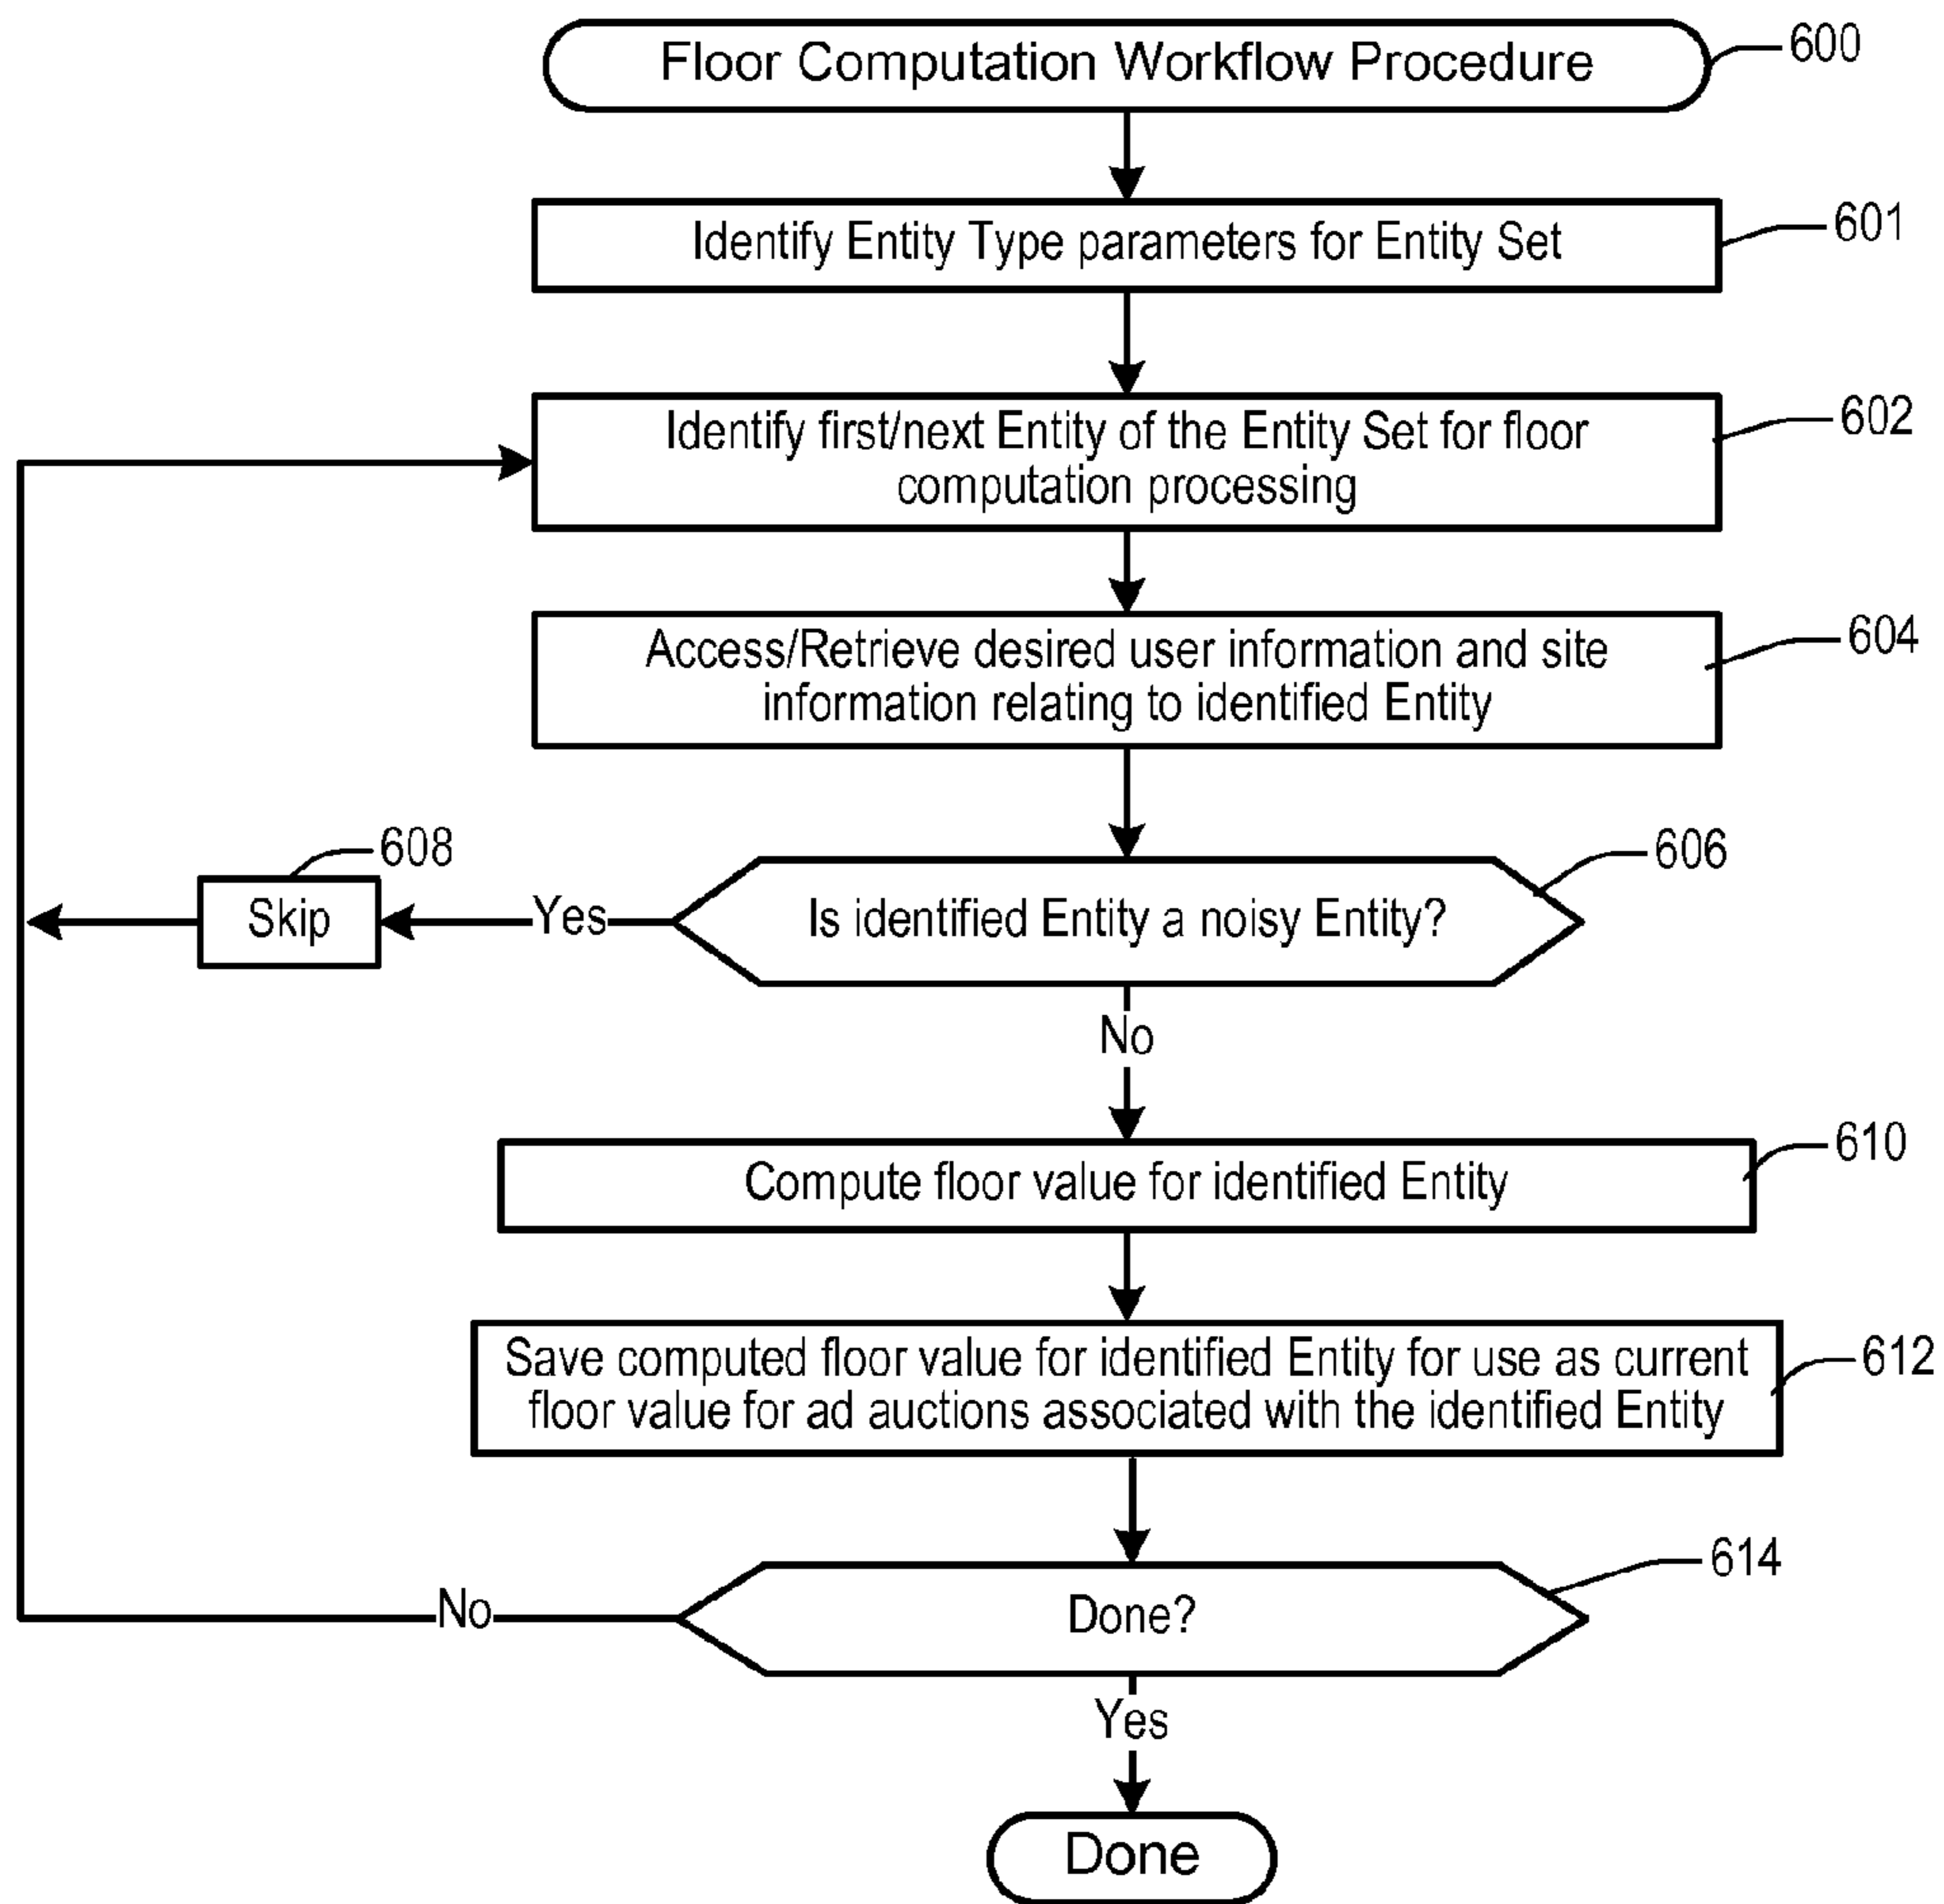 Floor Computation Workflow Procedure
600
Identify Entity Type parameters for Entity Set
601
Identify first/next Entity of the Entity Set for floor
computation processing
602
Access/Retrieve desired user information and site
information relating to identified Entity
604
Is identified Entity a noisy Entity?
606
Yes
Skip
608
No
Compute floor value for identified Entity
610
Save computed floor value for identified Entity for use as current
floor value for ad auctions associated with the identified Entity
612
Done?
614
No
Yes
Done